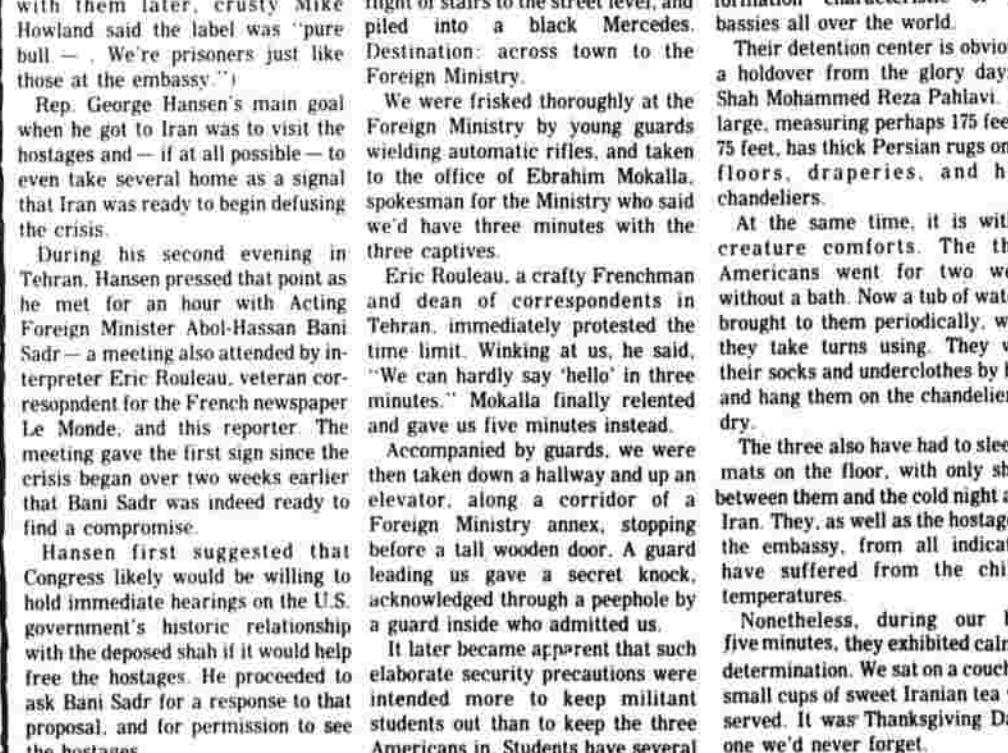 with them later, crusty Mike
Howland said the label was "pure
bull — . We're prisoners just like
those at the embassy."
Rep. George Hansen's main goal
when he got to Iran was to visit the
hostages and — if at all possible — to
even take several home as a signal
that Iran was ready to begin defusing
the crisis.
During his second evening in
Tehran, Hansen pressed that point as
he met for an hour with Acting
Foreign Minister Abol-Hassan Bani
Sadr — a meeting also attended by in-
terpreter Eric Rouleau, veteran cor-
resopndent for the French newspaper
Le Monde, and this reporter. The
meeting gave the first sign since the
crisis began over two weeks earlier
that Bani Sadr was indeed ready to
find a compromise.
Hansen first suggested that
Congress likely would be willing to
hold immediate hearings on the U.S.
government's historic relationship
with the deposed shah if it would help
free the hostages. He proceeded to
ask Bani Sadr for a response to that
proposal, and for permission to see
the hostages.
flight of stairs to the street level, and
piled into a black Mercedes.
Destination: across town to the
Foreign Ministry.
We were frisked thoroughly at the
Foreign Ministry by young guards
wielding automatic rifles, and taken
to the office of Ebrahim Mokalla,
spokesman for the Ministry who said
we'd have three minutes with the
three captives.
Eric Rouleau, a crafty Frenchman
and dean of correspondents in
Tehran, immediately protested the
time limit. Winking at us, he said,
"We can hardly say 'hello' in three
minutes." Mokalla finally relented
and gave us five minutes instead.
Accompanied by guards, we were
then taken down a hallway and up an
elevator, along a corridor of a
Foreign Ministry annex, stopping
before a tall wooden door. A guard
leading us gave a secret knock,
acknowledged through a peephole by
a guard inside who admitted us.
It later became apparent that such
elaborate security precautions were
intended more to keep militant
students out than to keep the three
Americans in. Students have several
formation characteristic of
bassies all over the world.
Their detention center is obvio
a holdover from the glory day
Shah Mohammed Reza Pahlavi.
large, measuring perhaps 175 fee
75 feet, has thick Persian rugs on
floors, draperies, and h
chandeliers.
At the same time, it is wit
creature comforts. The th
Americans went for two we
without a bath. Now a tub of wa
brought to them periodically, w
they take turns using. They w
their socks and underclothes by h
and hang them on the chandelier
dry.
The three also have had to slee
mats on the floor, with only sh
between them and the cold night a
Iran. They, as well as the hostage
the embassy, from all indicat
have suffered from the chi
temperatures.
Nonetheless, during our b
five minutes, they exhibited calm
determination. We sat on a couch
small cups of sweet Iranian tea
served. It was Thanksgiving Da
one we'd never forget.